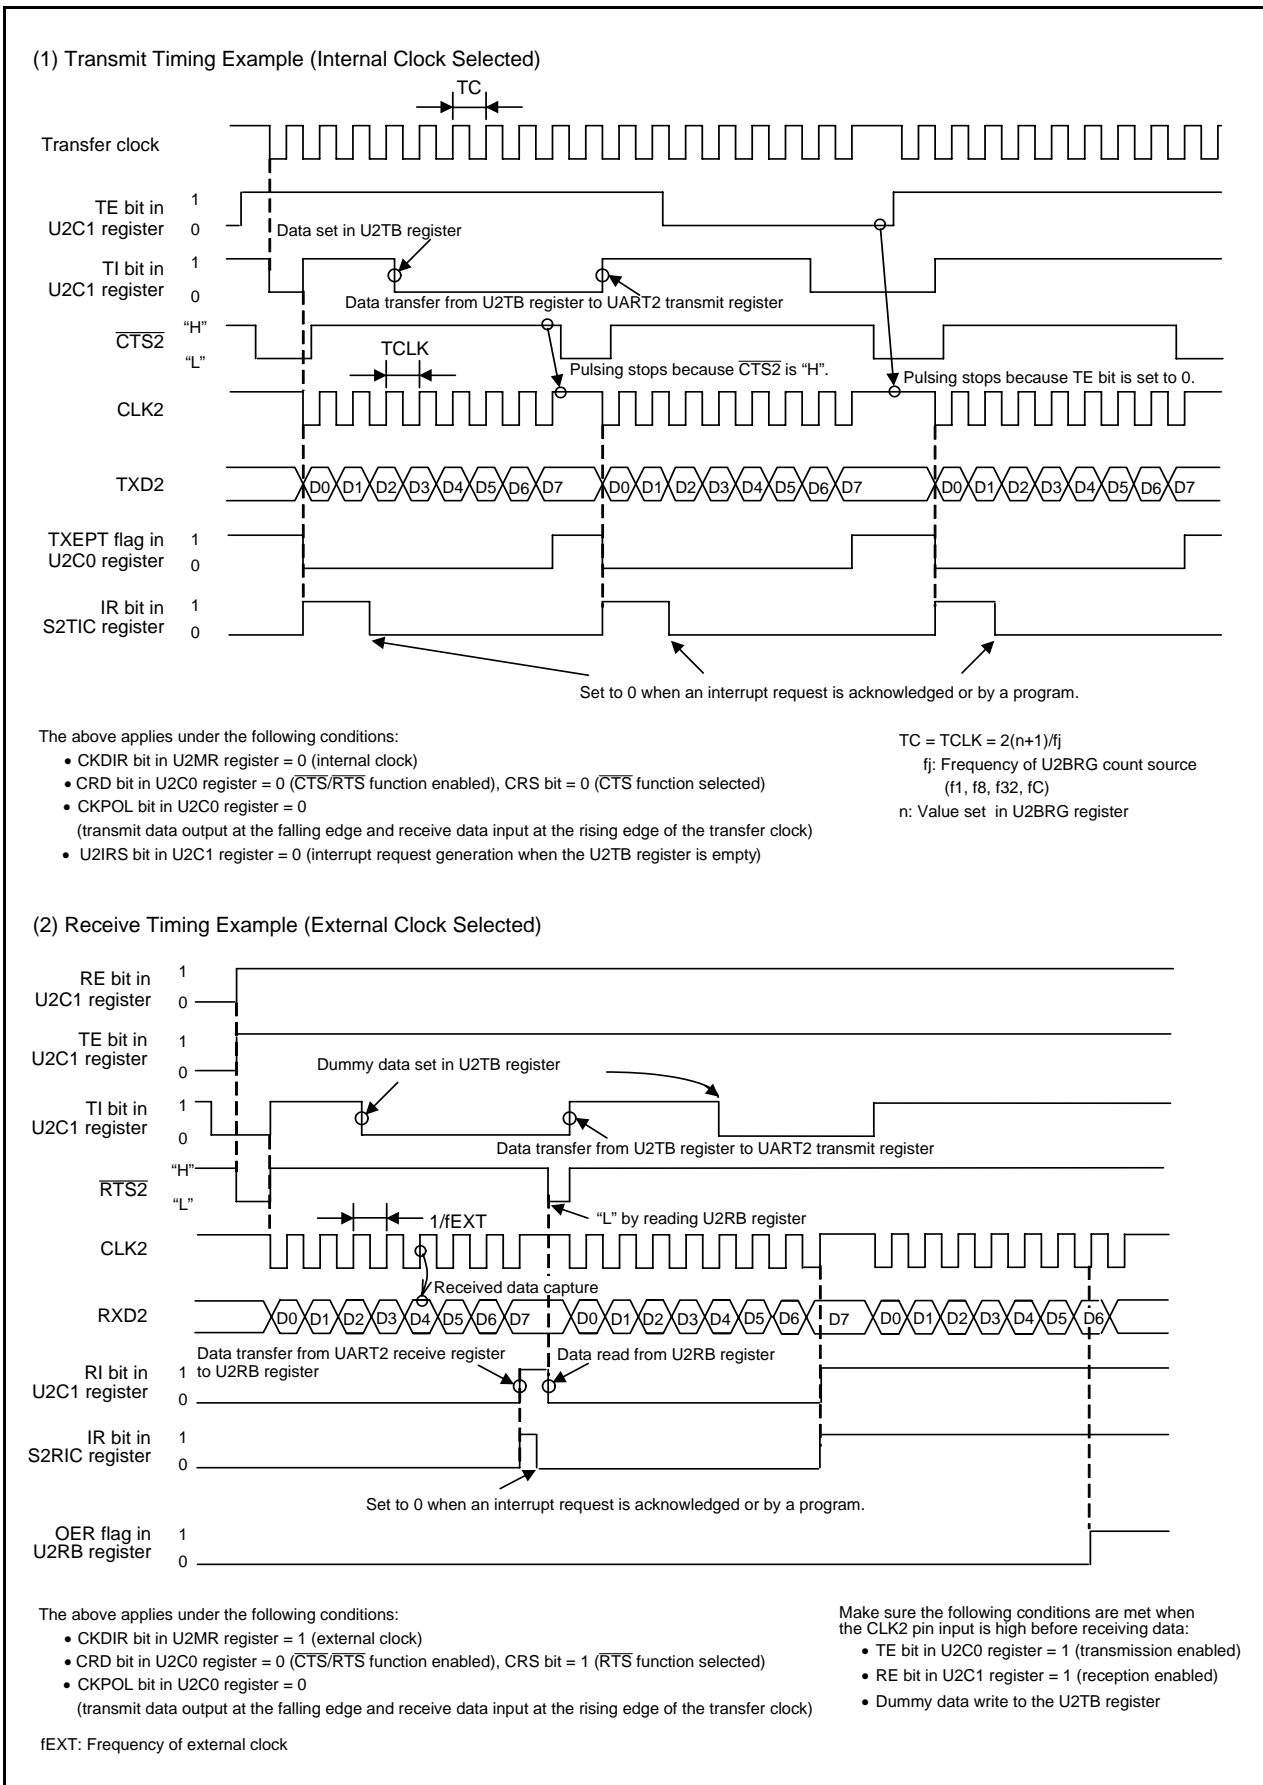 (1) Transmit Timing Example (Internal Clock Selected)
TC
Transfer clock
TE bit in
U2C1 register
1
0
Data set in U2TB register
TI bit in
U2C1 register
1
0
Data transfer from U2TB register to UART2 transmit register
CTS2
“H”
“L”
TCLK
Pulsing stops because CTS2 is “H”.
Pulsing stops because TE bit is set to 0.
CLK2
TXD2
D0 D1 D2 D3 D4 D5 D6 D7 D0 D1 D2 D3 D4 D5 D6 D7 D0 D1 D2 D3 D4 D5 D6 D7
TXEPT flag in
U2C0 register
1
0
IR bit in
S2TIC register
1
0
Set to 0 when an interrupt request is acknowledged or by a program.
The above applies under the following conditions:
• CKDIR bit in U2MR register = 0 (internal clock)
• CRD bit in U2C0 register = 0 (CTS/RTS function enabled), CRS bit = 0 (CTS function selected)
• CKPOL bit in U2C0 register = 0
(transmit data output at the falling edge and receive data input at the rising edge of the transfer clock)
• U2IRS bit in U2C1 register = 0 (interrupt request generation when the U2TB register is empty)
TC = TCLK = 2(n+1)/fj
fj: Frequency of U2BRG count source
(f1, f8, f32, fC)
n: Value set in U2BRG register
(2) Receive Timing Example (External Clock Selected)
RE bit in
U2C1 register
1
0
TE bit in
U2C1 register
1
0
Dummy data set in U2TB register
TI bit in
U2C1 register
1
0
Data transfer from U2TB register to UART2 transmit register
RTS2
“H”
“L”
1/fEXT
“L” by reading U2RB register
CLK2
Received data capture
RXD2
D0 D1 D2 D3 D4 D5 D6 D7 D0 D1 D2 D3 D4 D5 D6 D7 D0 D1 D2 D3 D4 D5 D6
Data transfer from UART2 receive register
to U2RB register
Data read from U2RB register
RI bit in
U2C1 register
1
0
IR bit in
S2RIC register
1
0
Set to 0 when an interrupt request is acknowledged or by a program.
OER flag in
U2RB register
1
0
The above applies under the following conditions:
• CKDIR bit in U2MR register = 1 (external clock)
• CRD bit in U2C0 register = 0 (CTS/RTS function enabled), CRS bit = 1 (RTS function selected)
• CKPOL bit in U2C0 register = 0
(transmit data output at the falling edge and receive data input at the rising edge of the transfer clock)
fEXT: Frequency of external clock
Make sure the following conditions are met when
the CLK2 pin input is high before receiving data:
• TE bit in U2C0 register = 1 (transmission enabled)
• RE bit in U2C1 register = 1 (reception enabled)
• Dummy data write to the U2TB register